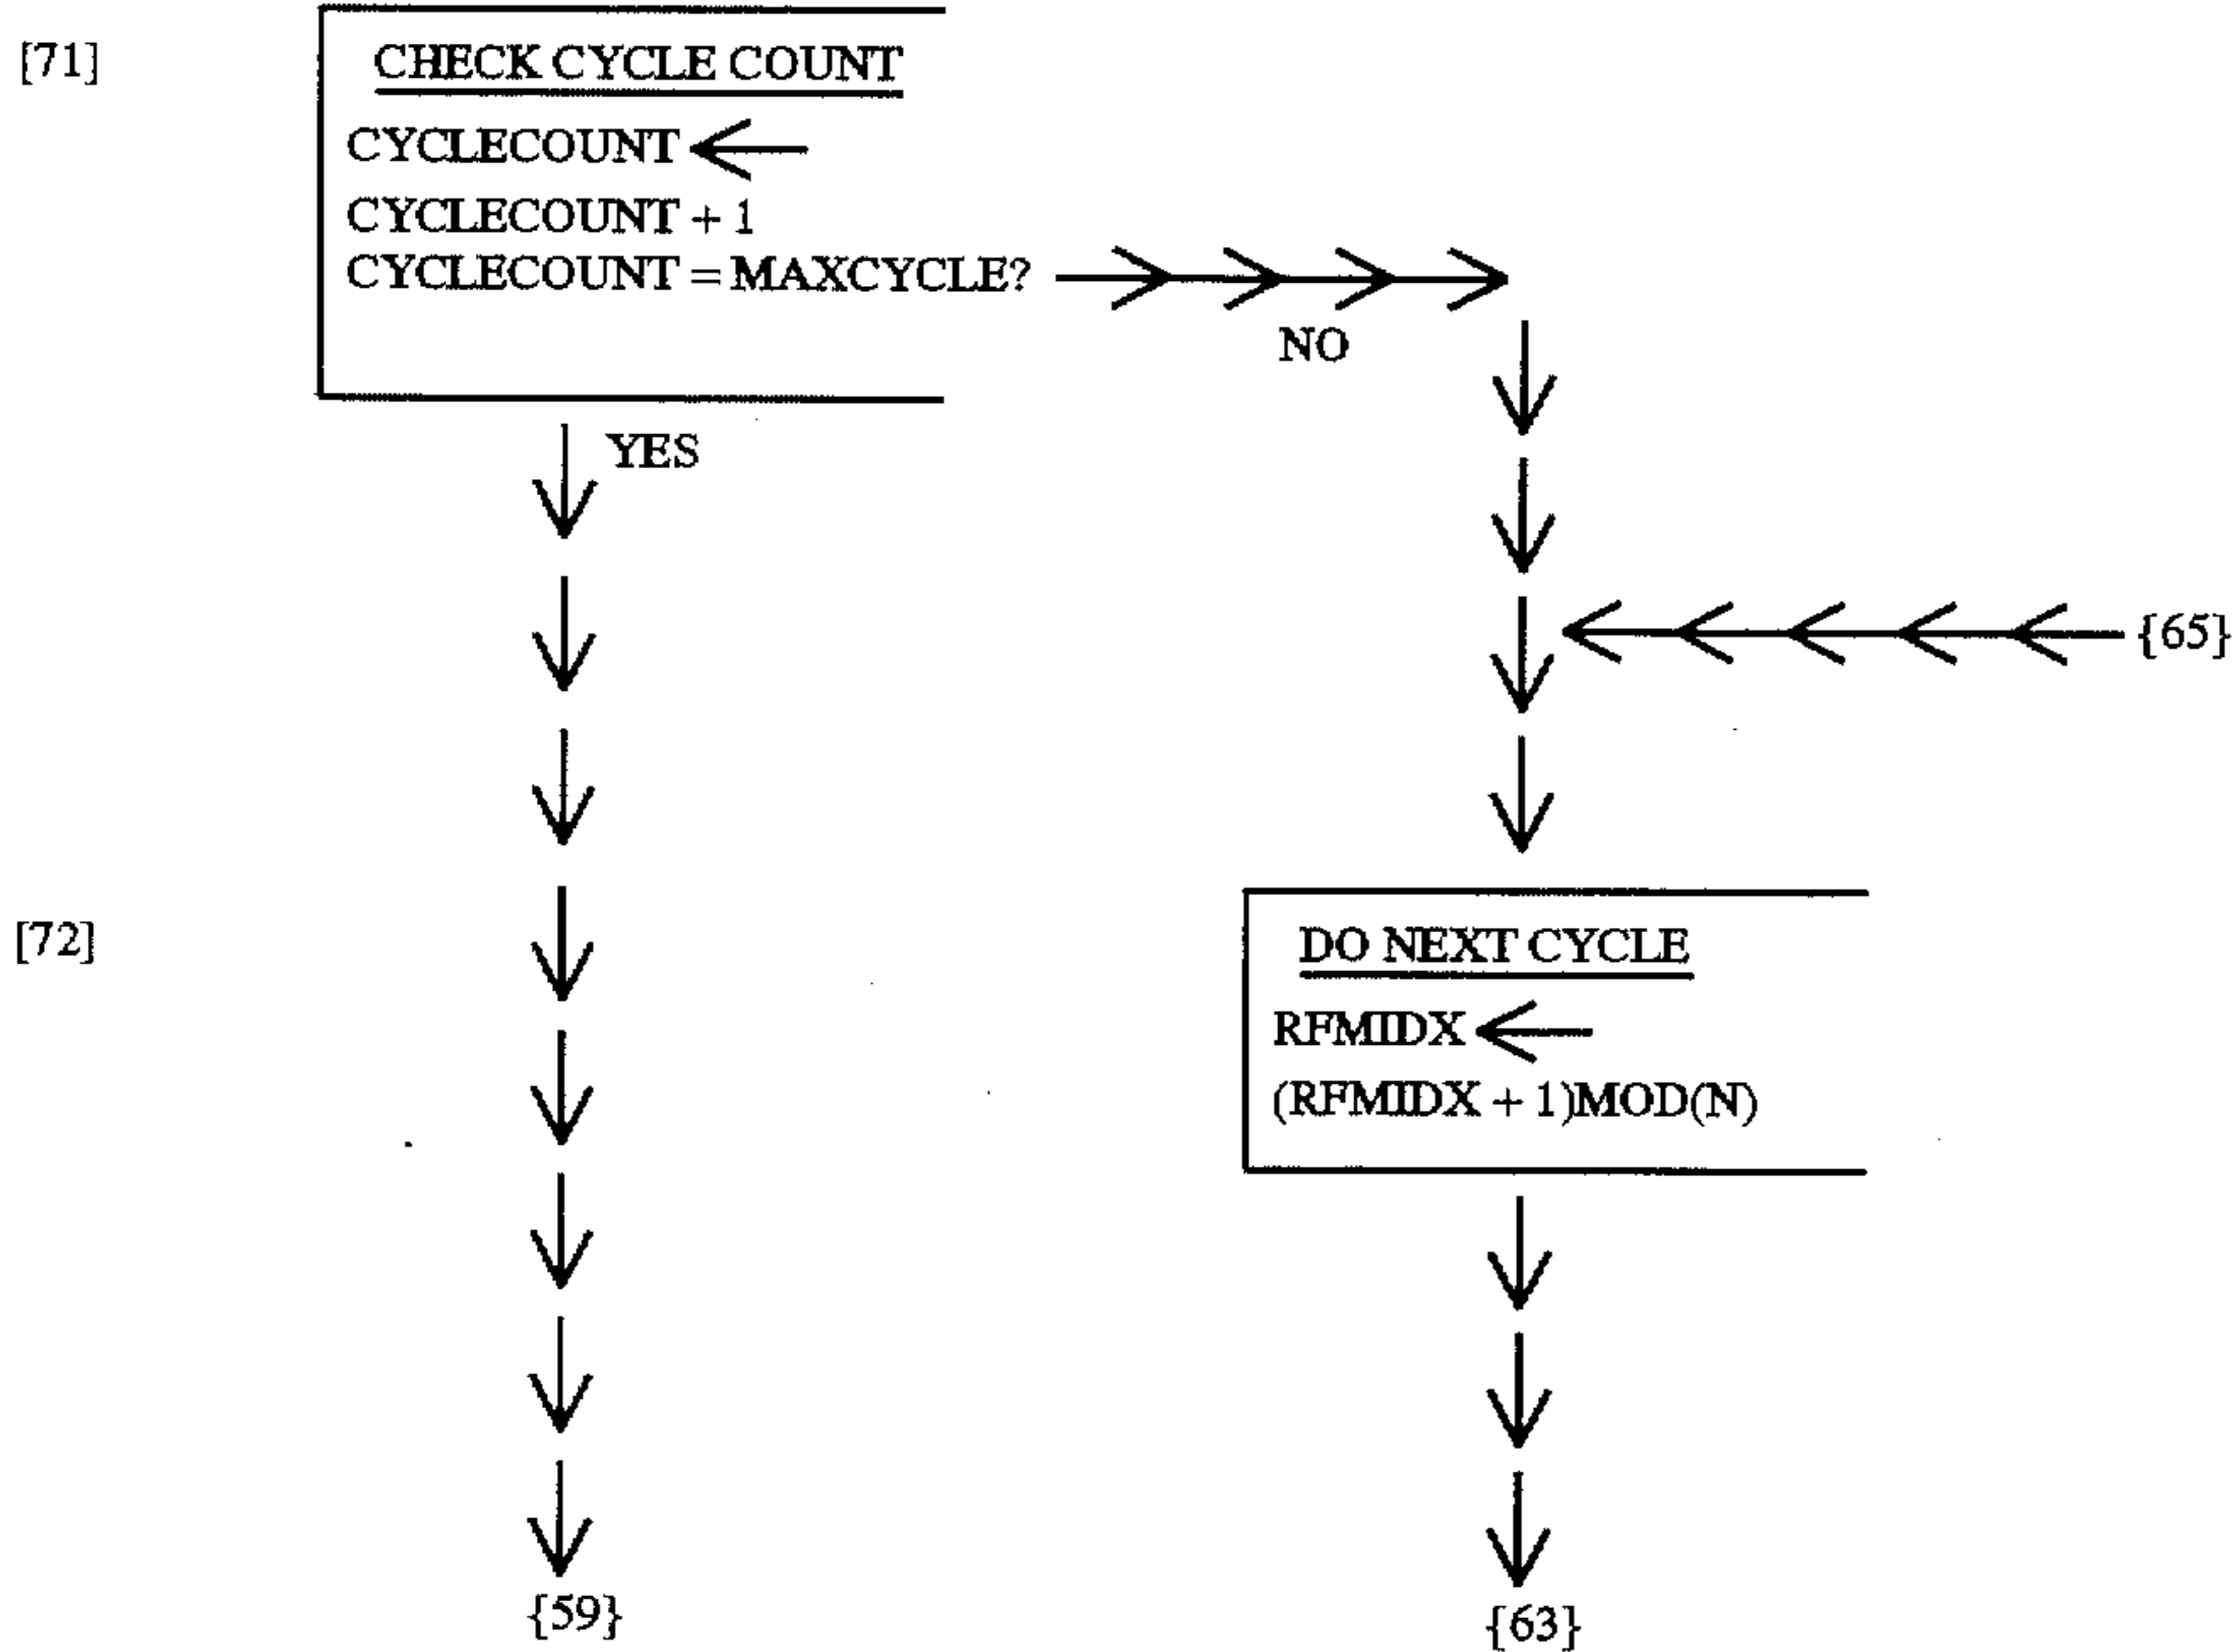 [71]
CHECK CYCLE COUNT
CYCLECOUNT
CYCLECOUNT + 1
CYCLECOUNT = MAXCYCLE?
NO
YES
{65}
[72]
DO NEXT CYCLE
RFMIDX
(RFMIDX + 1)MOD(N)
{59}
{63}